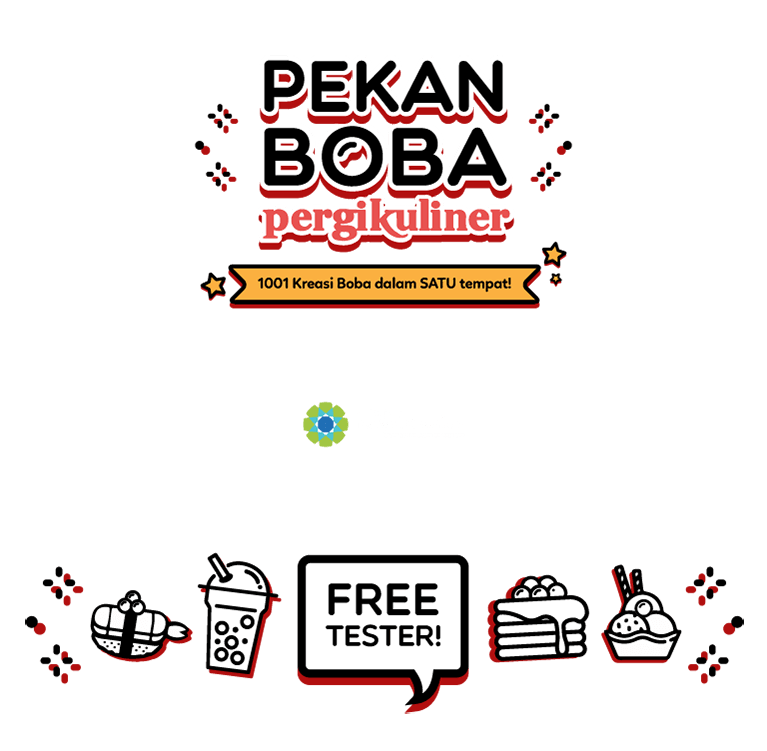 PEKAN
BOBA
pergikuliner
1001 Kreasi Boba dalam SATU tempat!
FREE
TESTER!